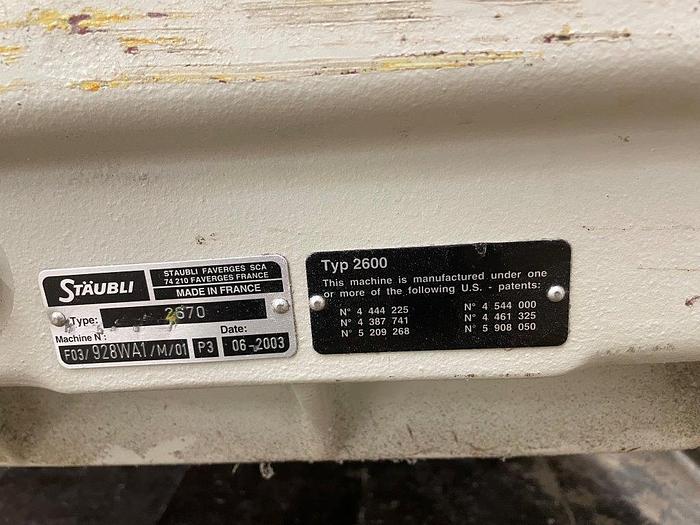 STÄUBLI
STAUBLI FAVERGES SCA
74 210 FAVERGES FRANCE
MADE IN FRANCE
Type: 2670
Machine N°: Date:
F03/928WA1/M/01 P3 06-2003
Typ 2600
This machine is manufactured under one
or more of the following U.S. - patents:
N° 4 444 225 N° 4 544 000
N° 4 387 741 N° 4 461 325
N° 5 209 268 N° 5 908 050